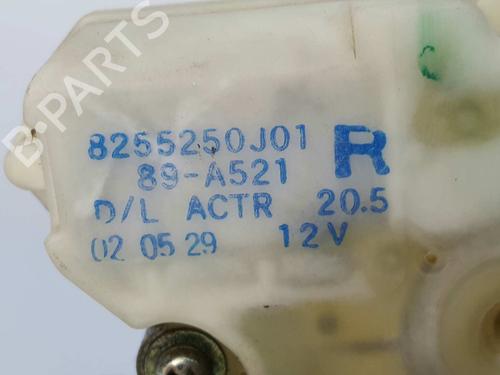 B-PARTS
8255250J01 R
89-A521
D/L ACTR 20.5
02 05 29 12V